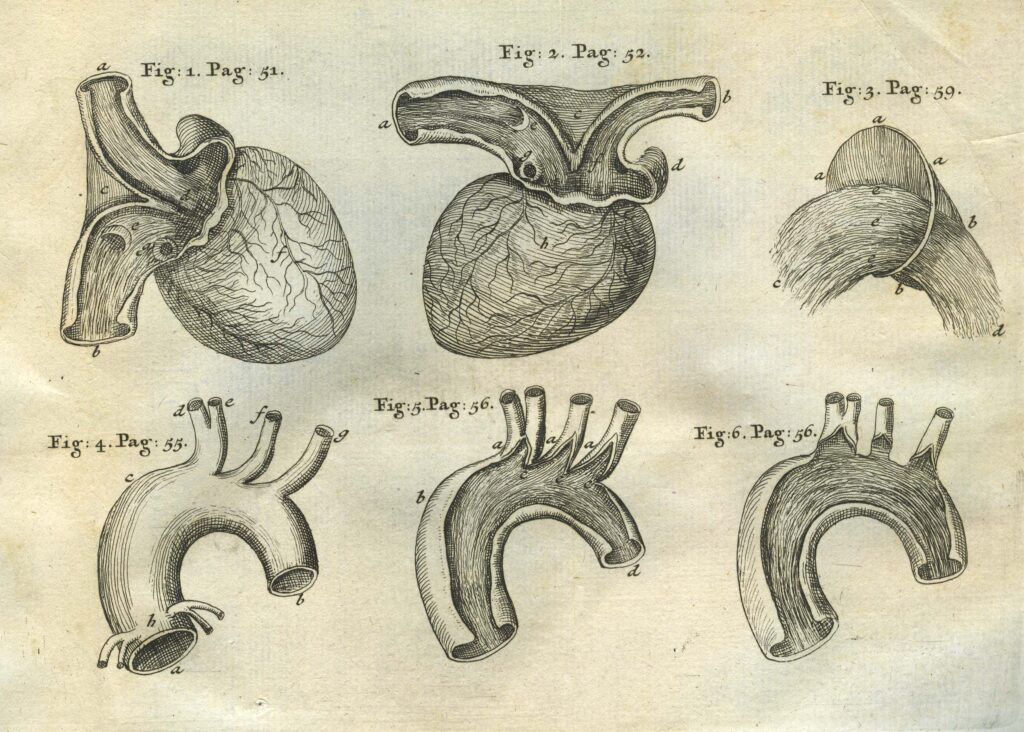 Fig: 1. Pag: 51.
a
c
e
d
b
Fig: 2. Pag: 52.
a
b
c
e
d
f
d
h
Fig: 3. Pag: 59.
a
a
a
e
b
e
f
c
b
d
Fig: 4. Pag: 55.
d
e
f
g
c
b
h
a
Fig: 5. Pag: 56.
a
a
a
b
c
c
c
d
Fig: 6. Pag: 56.